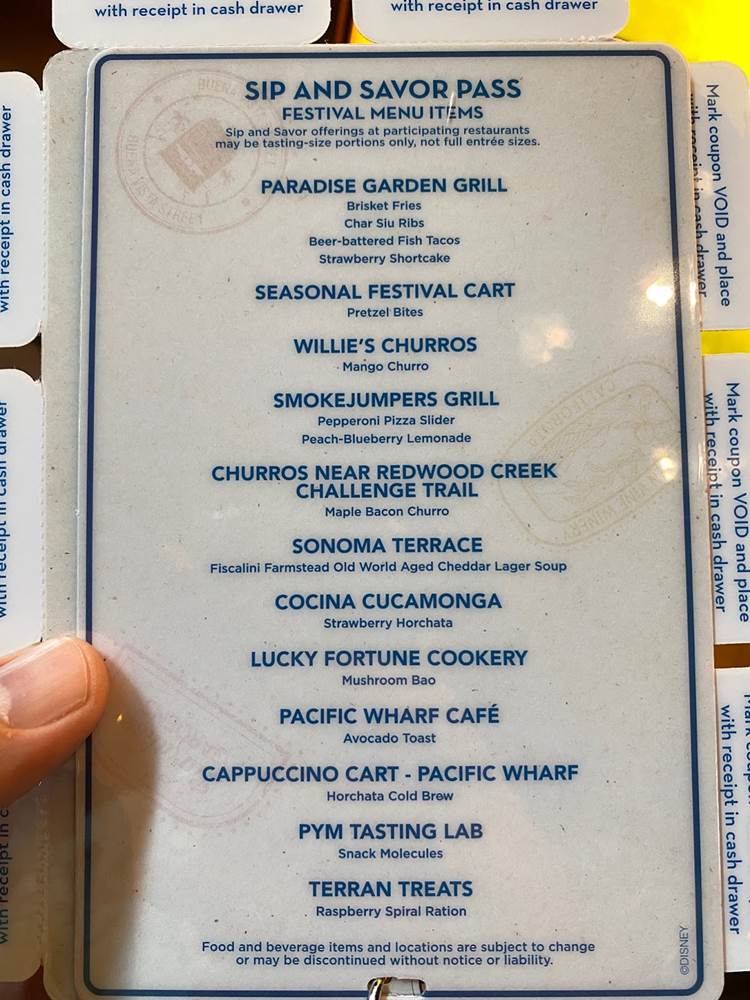 with receipt in cash drawer
with receipt in cash drawer
SIP AND SAVOR PASS
FESTIVAL MENU ITEMS
Sip and Savor offerings at participating restaurants
may be tasting-size portions only, not full entrée sizes.
PARADISE GARDEN GRILL
Brisket Fries
Char Siu Ribs
Beer-battered Fish Tacos
Strawberry Shortcake
SEASONAL FESTIVAL CART
Pretzel Bites
WILLIE'S CHURROS
Mango Churro
SMOKEJUMPERS GRILL
Pepperoni Pizza Slider
Peach-Blueberry Lemonade
CHURROS NEAR REDWOOD CREEK
CHALLENGE TRAIL
Maple Bacon Churro
SONOMA TERRACE
Fiscalini Farmstead Old World Aged Cheddar Lager Soup
COCINA CUCAMONGA
Strawberry Horchata
LUCKY FORTUNE COOKERY
Mushroom Bao
PACIFIC WHARF CAFÉ
Avocado Toast
CAPPUCCINO CART - PACIFIC WHARF
Horchata Cold Brew
PYM TASTING LAB
Snack Molecules
TERRAN TREATS
Raspberry Spiral Ration
Food and beverage items and locations are subject to change
or may be discontinued without notice or liability.
©DISNEY
BUENA VISTA STREET
with receipt in cash drawer
with receipt in cash drawer
with receipt in
Mark coupon VOID and place
with receipt in cash drawer
Mark coupon VOID and place
with receipt in cash drawer
with receipt in cash drawer